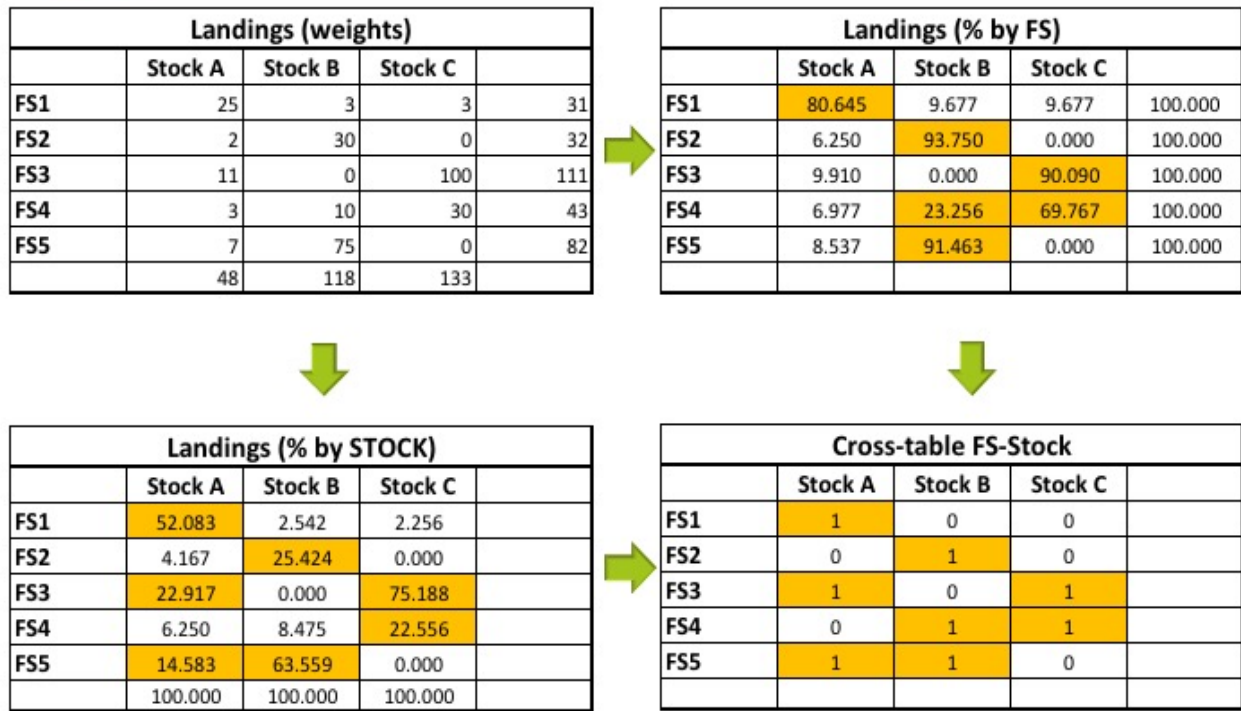 Landings (weights)
Stock A Stock B Stock C
FS1 25 3 3 31
FS2 2 30 0 32
FS3 11 0 100 111
FS4 3 10 30 43
FS5 7 75 0 82
48 118 133
Landings (% by FS)
Stock A Stock B Stock C
FS1 80.645 9.677 9.677 100.000
FS2 6.250 93.750 0.000 100.000
FS3 9.910 0.000 90.090 100.000
FS4 6.977 23.256 69.767 100.000
FS5 8.537 91.463 0.000 100.000
Landings (% by STOCK)
Stock A Stock B Stock C
FS1 52.083 2.542 2.256
FS2 4.167 25.424 0.000
FS3 22.917 0.000 75.188
FS4 6.250 8.475 22.556
FS5 14.583 63.559 0.000
100.000 100.000 100.000
Cross-table FS-Stock
Stock A Stock B Stock C
FS1 1 0 0
FS2 0 1 0
FS3 1 0 1
FS4 0 1 1
FS5 1 1 0